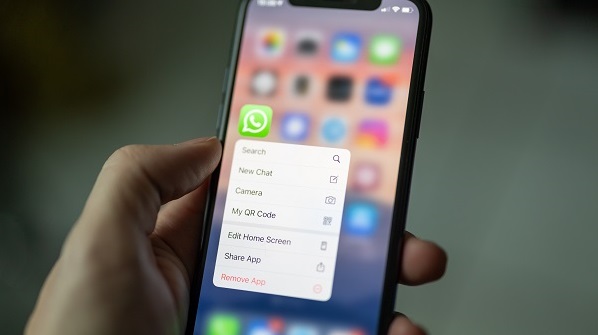 Search
New Chat
Camera
My QR Code
Edit Home Screen
Share App
Remove App